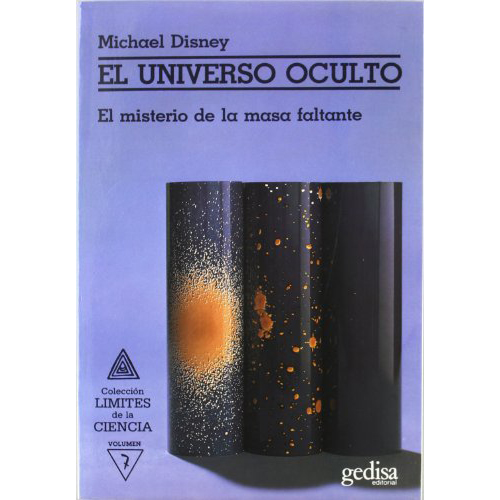 Michael Disney
EL UNIVERSO OCULTO
El misterio de la masa faltante
Colección
LIMITES
de la
CIENCIA
VOLUMEN
7
gedisa
editorial